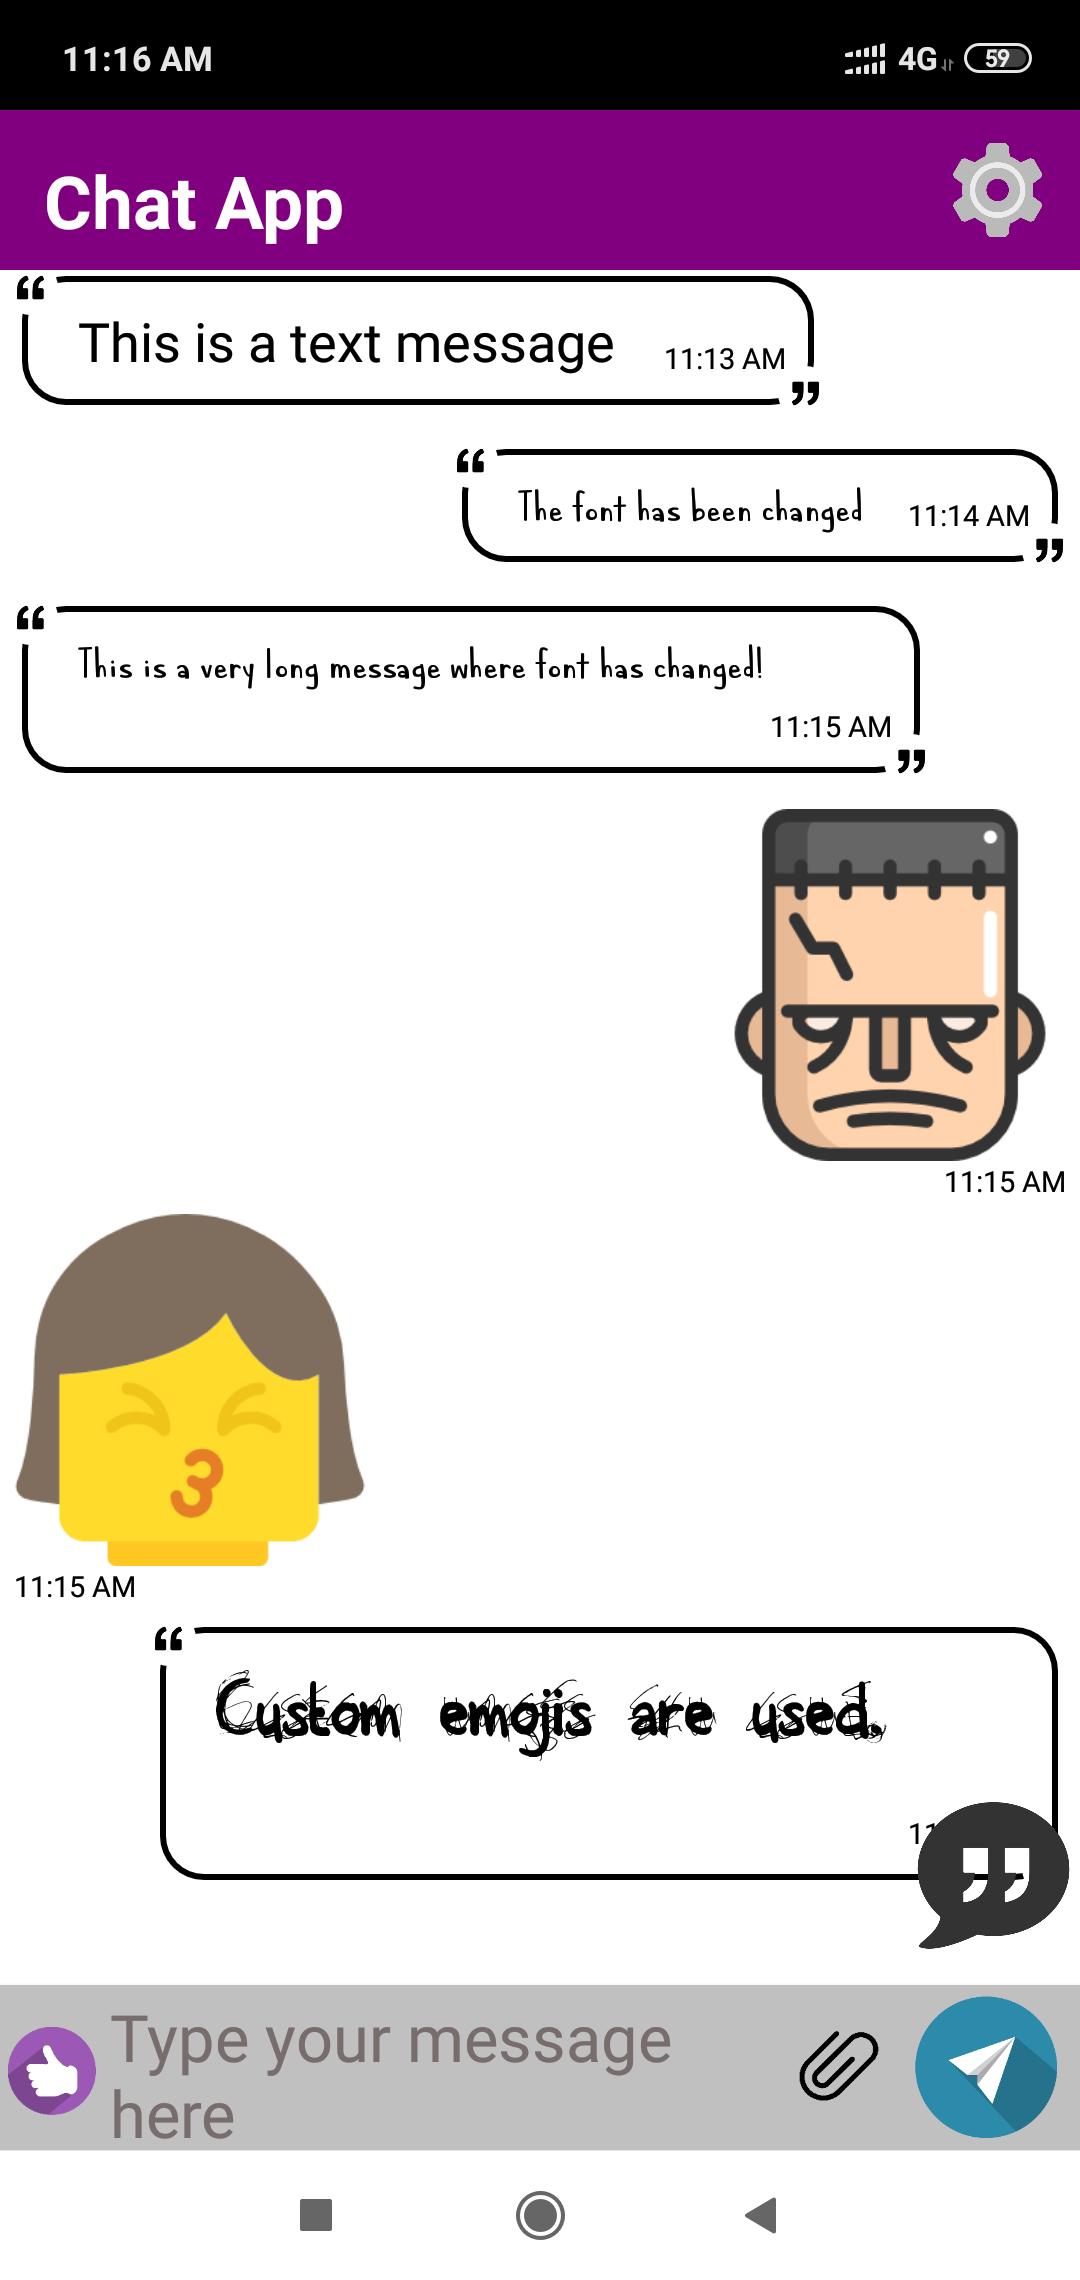 11:16 AM 4G 59
Chat App
This is a text message 11:13 AM
The font has been changed 11:14 AM
This is a very long message where font has changed!
11:15 AM
11:15 AM
11:15 AM
Custom emojis are used.
Type your message
here